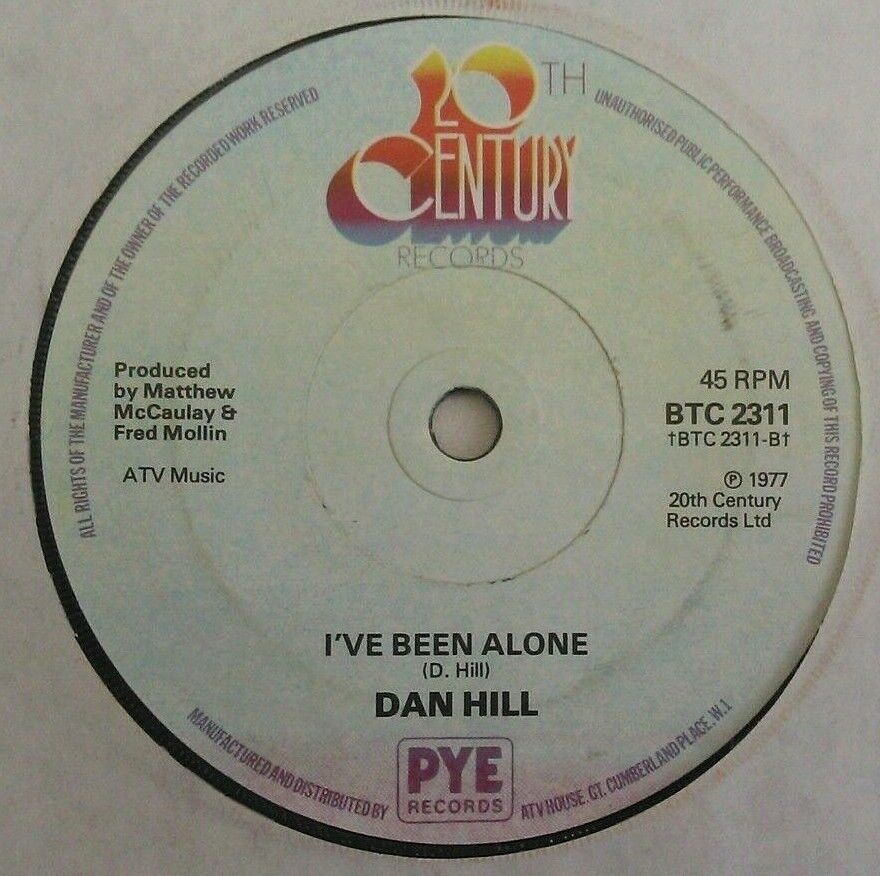 20TH
CENTURY
RECORDS
ALL RIGHTS OF THE MANUFACTURER AND OF THE OWNER OF THE RECORDED WORK RESERVED
UNAUTHORISED PUBLIC PERFORMANCE BROADCASTING AND COPYING OF THIS RECORD PROHIBITED
Produced
by Matthew
McCaulay &
Fred Mollin
ATV Music
45 RPM
BTC 2311
†BTC 2311-B†
℗ 1977
20th Century
Records Ltd
I'VE BEEN ALONE
(D. Hill)
DAN HILL
MANUFACTURED AND DISTRIBUTED BY
PYE
RECORDS
ATV HOUSE, GT. CUMBERLAND PLACE, W.1